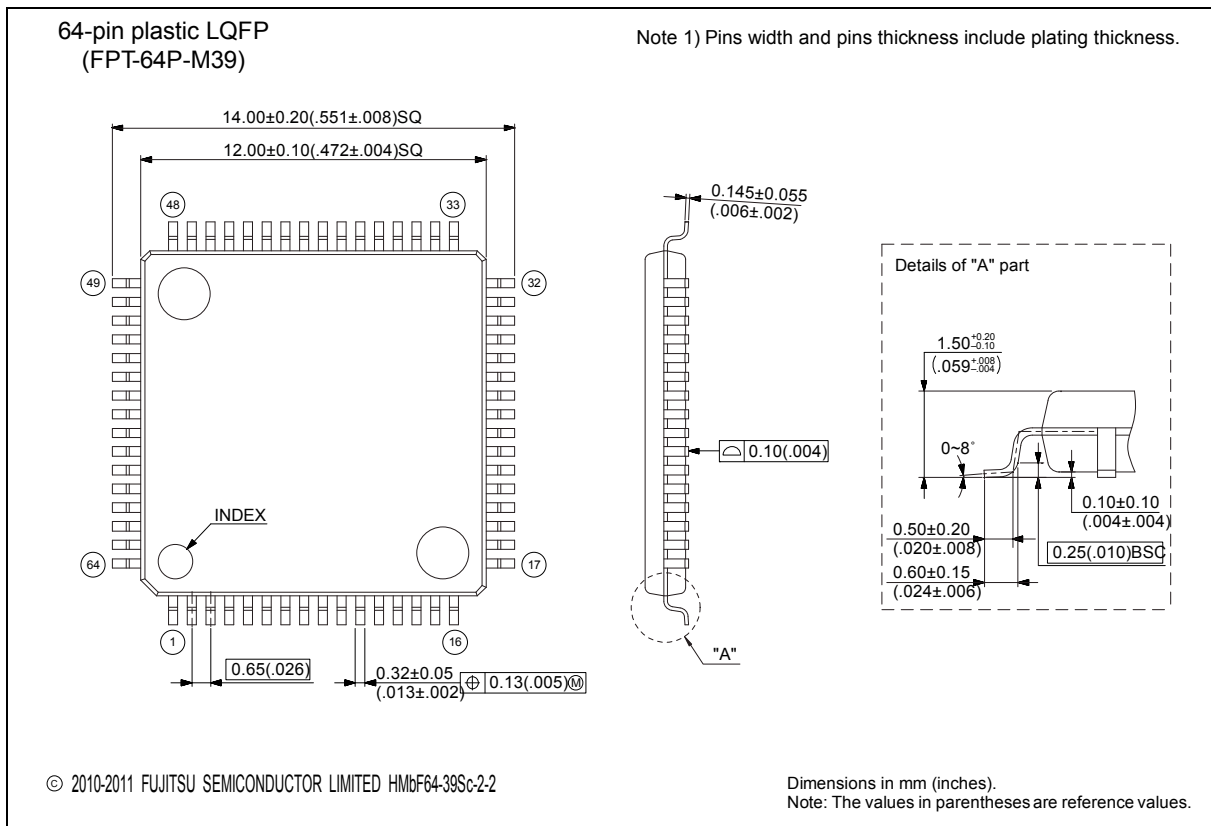 64-pin plastic LQFP
(FPT-64P-M39)
Note 1) Pins width and pins thickness include plating thickness.
14.00±0.20(.551±.008)SQ
12.00±0.10(.472±.004)SQ
48
33
49
32
INDEX
64
17
1
16
0.65(.026)
0.32±0.05
(.013±.002)
⌖ 0.13(.005)Ⓜ
0.145±0.055
(.006±.002)
⌓ 0.10(.004)
"A"
Details of "A" part
1.50+0.20 −0.10
(.059+.008 −.004)
0~8°
0.50±0.20
(.020±.008)
0.60±0.15
(.024±.006)
0.10±0.10
(.004±.004)
0.25(.010)BSC
© 2010-2011 FUJITSU SEMICONDUCTOR LIMITED HMbF64-39Sc-2-2
Dimensions in mm (inches).
Note: The values in parentheses are reference values.